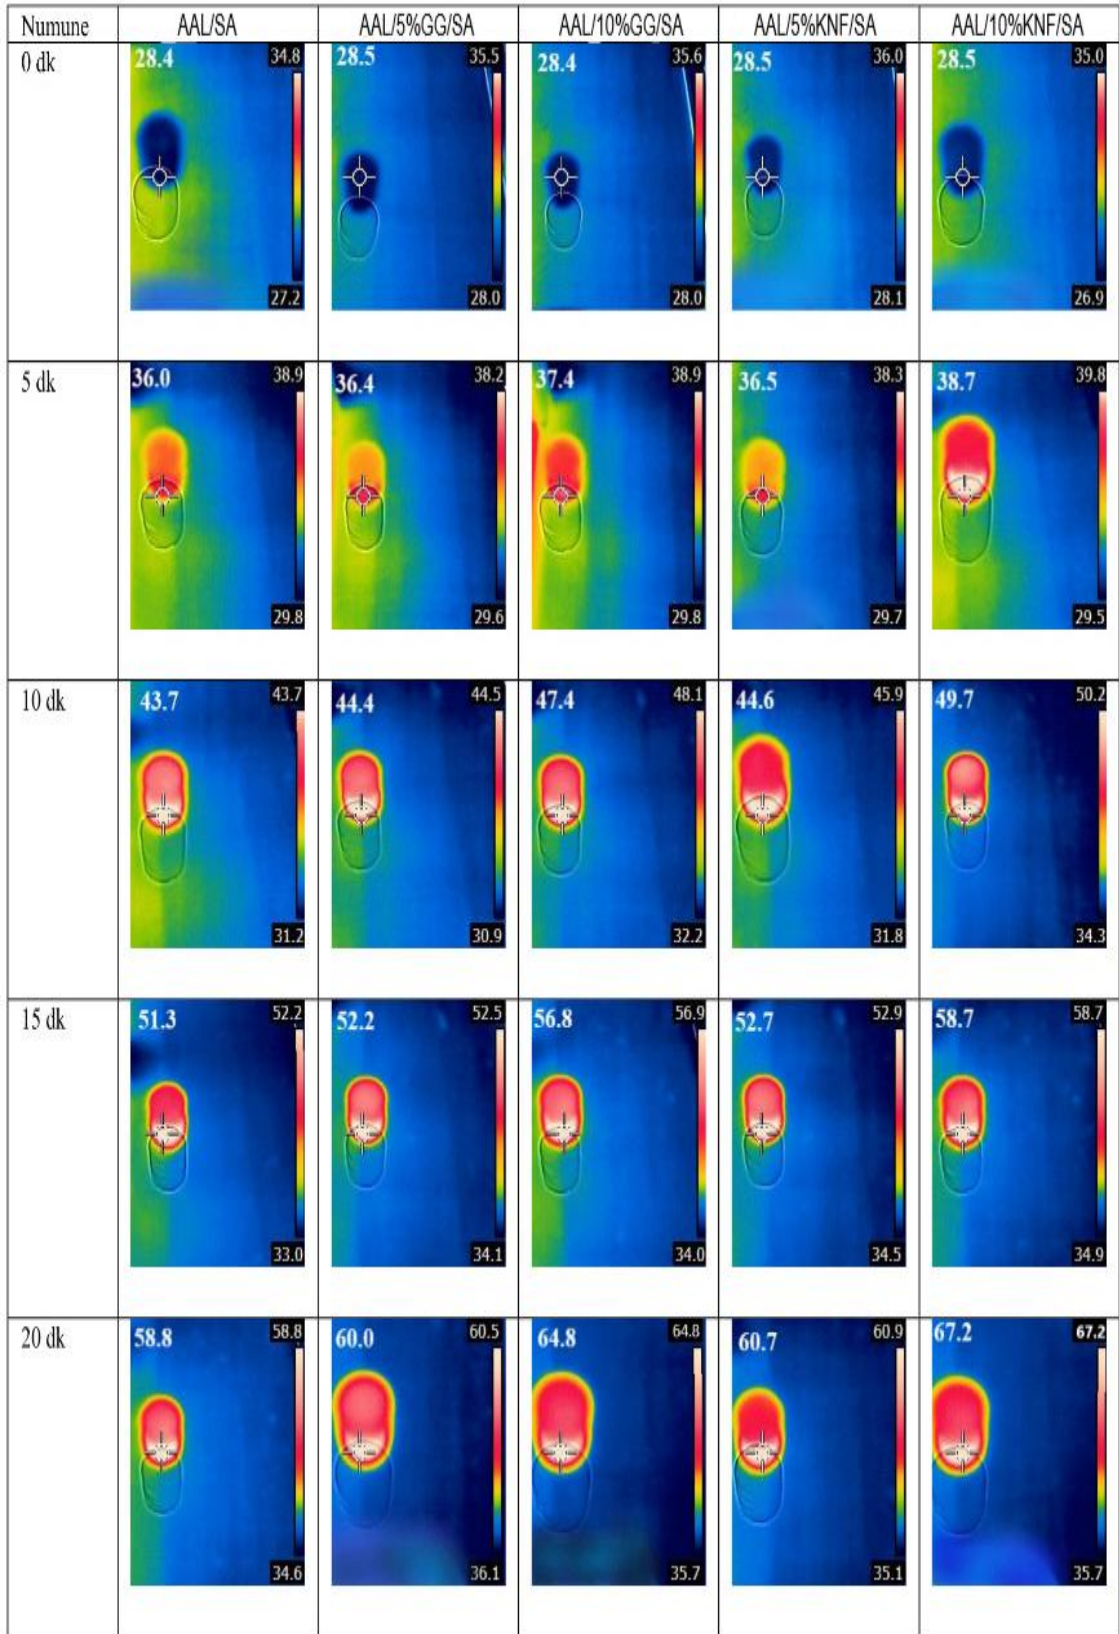 Numune AAL/SA AAL/5%GG/SA AAL/10%GG/SA AAL/5%KNF/SA AAL/10%KNF/SA
0 dk
28.4 34.8 28.5 35.5 28.4 35.6 28.5 36.0 28.5 35.0
27.2 28.0 28.0 28.1 26.9
5 dk
36.0 38.9 36.4 38.2 37.4 38.9 36.5 38.3 38.7 39.8
29.8 29.6 29.8 29.7 29.5
10 dk
43.7 43.7 44.4 44.5 47.4 48.1 44.6 45.9 49.7 50.2
31.2 30.9 32.2 31.8 34.3
15 dk
51.3 52.2 52.2 52.5 56.8 56.9 52.7 52.9 58.7 58.7
33.0 34.1 34.0 34.5 34.9
20 dk
58.8 58.8 60.0 60.5 64.8 64.8 60.7 60.9 67.2 67.2
34.6 36.1 35.7 35.1 35.7